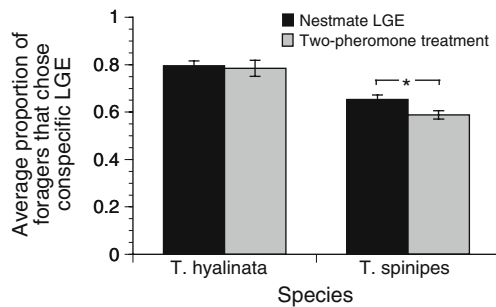 Average proportion of
foragers that chose
conspecific LGE
1
0.8
0.6
0.4
0.2
0
Nestmate LGE
Two-pheromone treatment
*
T. hyalinata
T. spinipes
Species